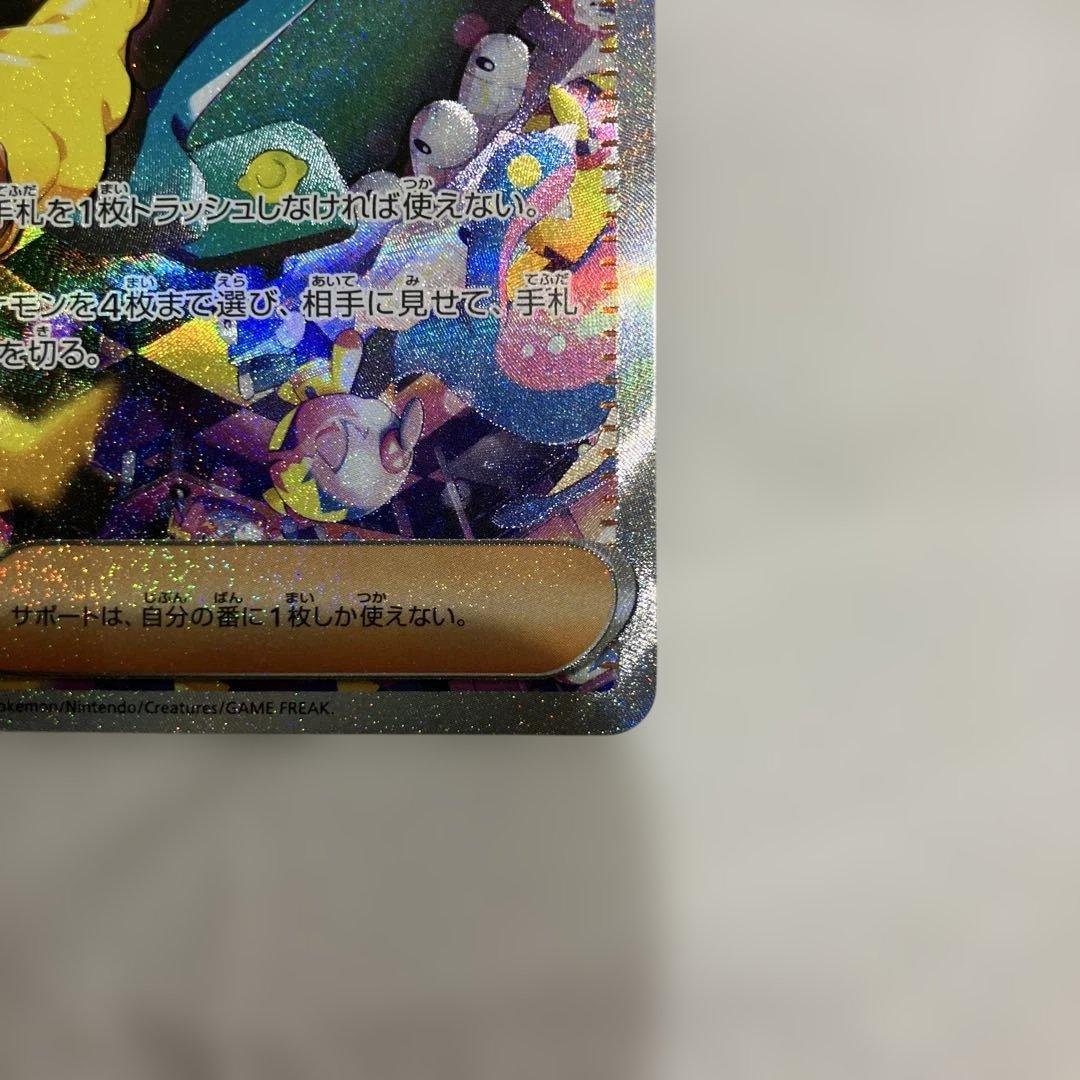 手札を1枚トラッシュしなければ使えない。
モンを4枚まで選び、相手に見せて、手札
を切る。
サポートは、自分の番に1枚しか使えない。
okemon/Nintendo/Creatures/GAME FREAK.